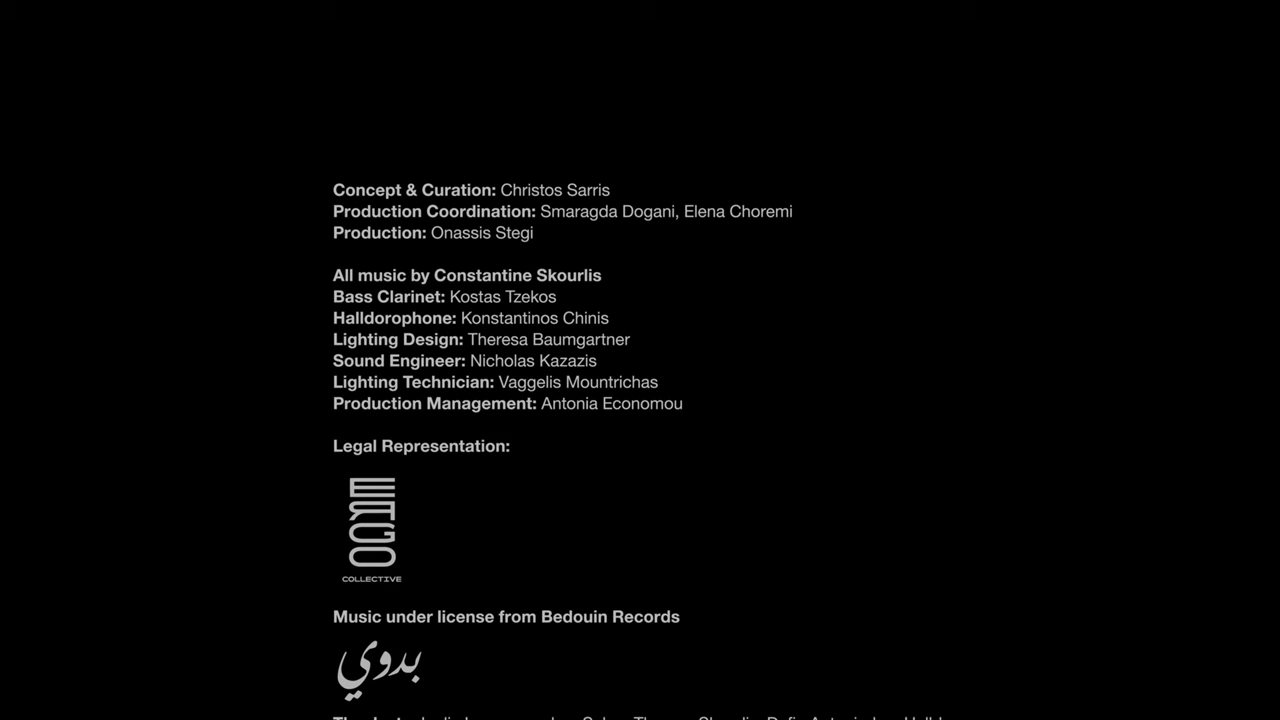 Concept & Curation: Christos Sarris
Production Coordination: Smaragda Dogani, Elena Choremi
Production: Onassis Stegi
All music by Constantine Skourlis
Bass Clarinet: Kostas Tzekos
Halldorophone: Konstantinos Chinis
Lighting Design: Theresa Baumgartner
Sound Engineer: Nicholas Kazazis
Lighting Technician: Vaggelis Mountrichas
Production Management: Antonia Economou
Legal Representation:
COLLECTIVE
Music under license from Bedouin Records
بدوي